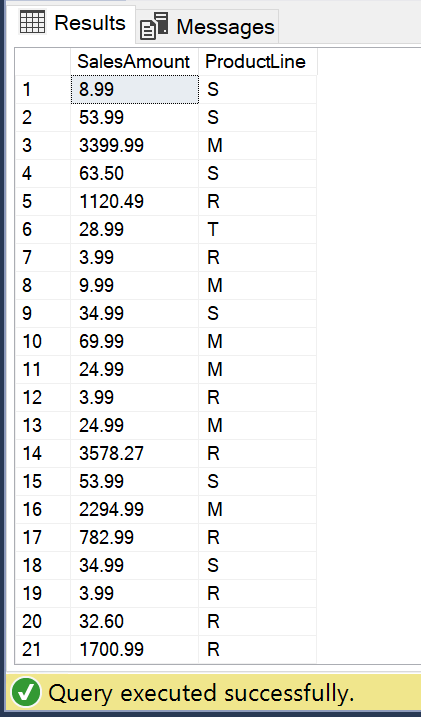 Results Messages
SalesAmount ProductLine
1 8.99 S
2 53.99 S
3 3399.99 M
4 63.50 S
5 1120.49 R
6 28.99 T
7 3.99 R
8 9.99 M
9 34.99 S
10 69.99 M
11 24.99 M
12 3.99 R
13 24.99 M
14 3578.27 R
15 53.99 S
16 2294.99 M
17 782.99 R
18 34.99 S
19 3.99 R
20 32.60 R
21 1700.99 R
Query executed successfully.